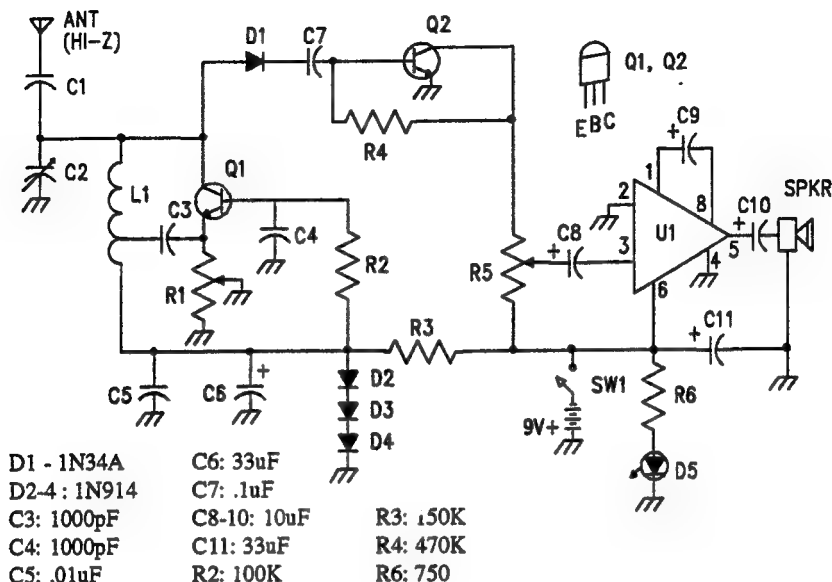 ANT
(HI-Z)
C1
C2
L1
C3
Q1
R1
D1
C7
Q2
R4
C4
R2
R3
R5
C5
C6
+
D2
D3
D4
Q1, Q2
EBC
+ C9
1
8
2
3
U1
5
4
6
+ C8
+ C10
SPKR
+ C11
SW1
9V+
R6
D5
D1 - 1N34A C6: 33uF
D2-4 : 1N914 C7: .1uF
C3: 1000pF C8-10: 10uF R3: 150K
C4: 1000pF C11: 33uF R4: 470K
C5: .01uF R2: 100K R6: 750